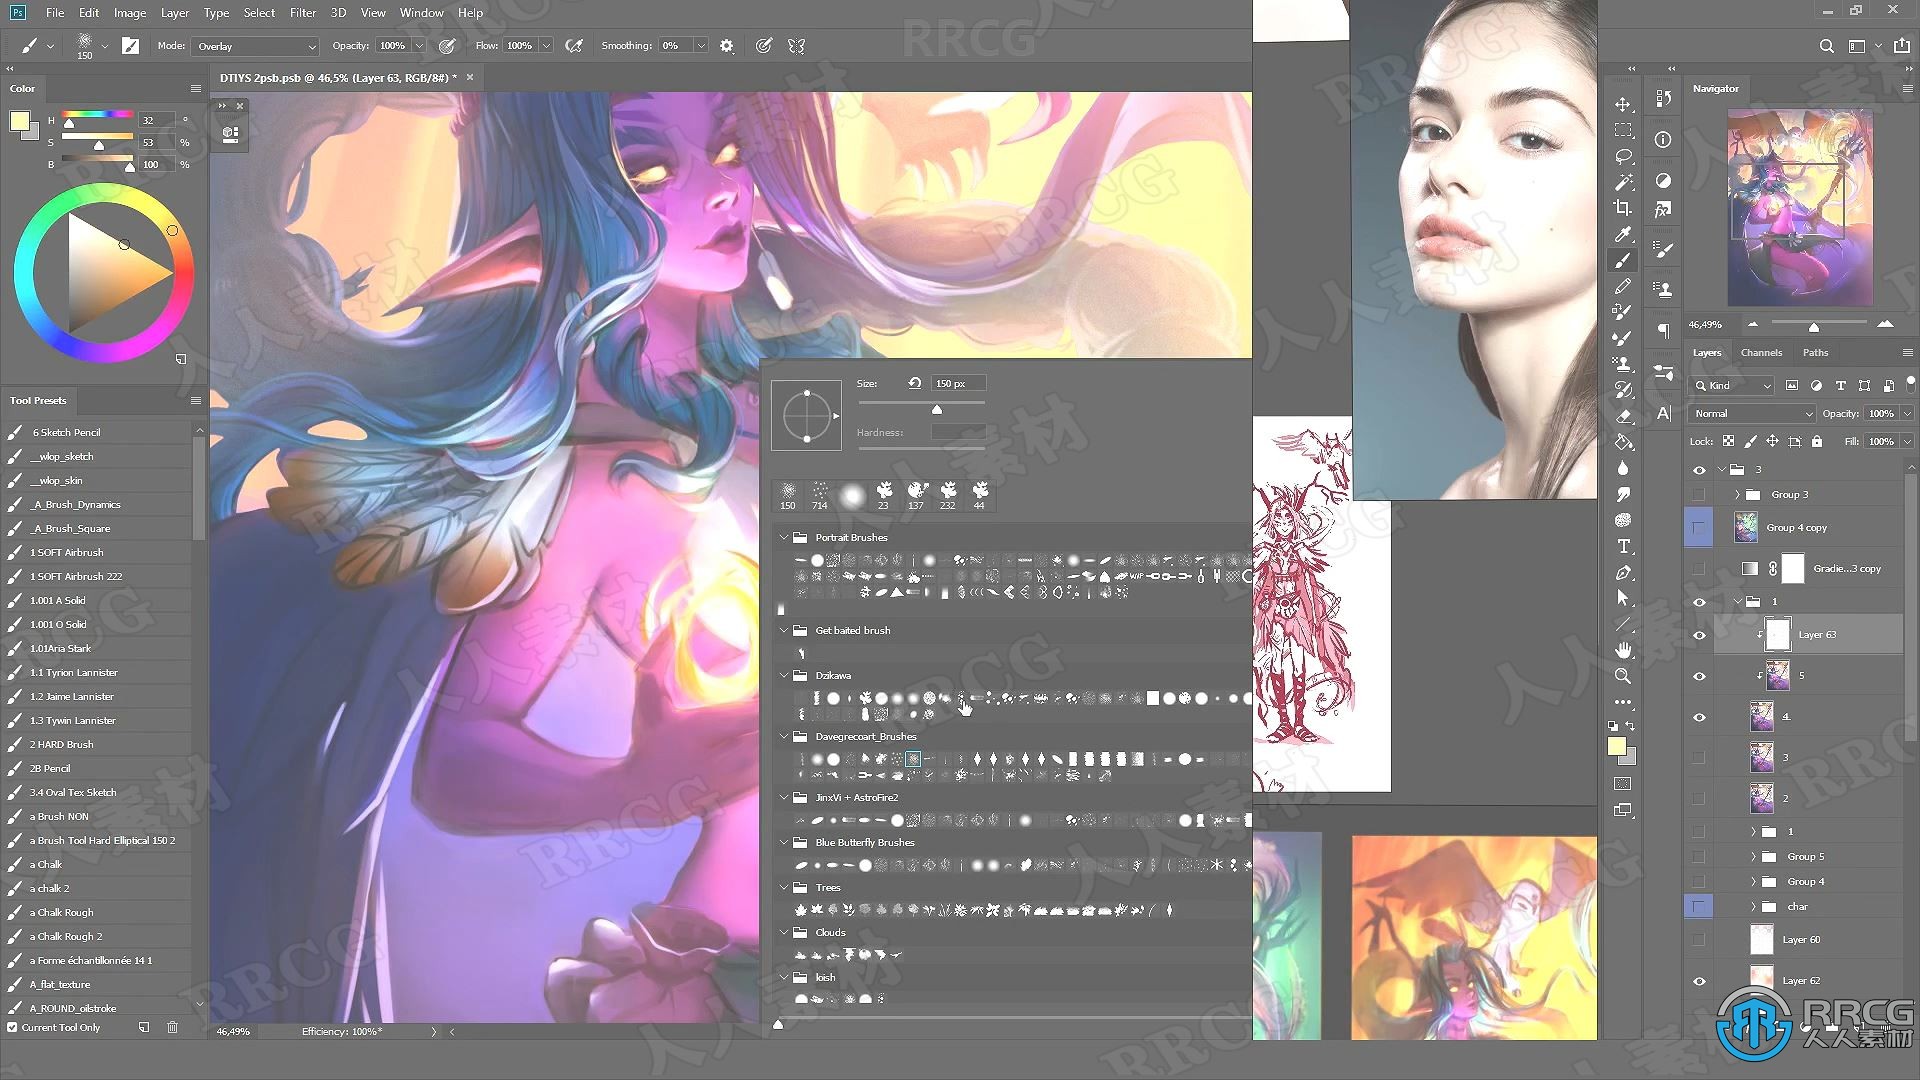 Ps File Edit Image Layer Type Select Filter 3D View Window Help
150 Mode: Overlay Opacity: 100% Flow: 100% Smoothing: 0%
DTIYS 2psb.psb @ 46,5% (Layer 63, RGB/8#) * ×
Color
H 32 °
S 53 %
B 100 %
Tool Presets
6 Sketch Pencil
__wlop_sketch
__wlop_skin
_A_Brush_Dynamics
_A_Brush_Square
1 SOFT Airbrush
1 SOFT Airbrush 222
1.001 A Solid
1.001 O Solid
1.01Aria Stark
1.1 Tyrion Lannister
1.2 Jaime Lannister
1.3 Tywin Lannister
2 HARD Brush
2B Pencil
3.4 Oval Tex Sketch
a Brush NON
a Brush Tool Hard Elliptical 150 2
a Chalk
a chalk 2
a Chalk Rough
a Chalk Rough 2
a Forme échantillonnée 14 1
A_flat_texture
A_ROUND_oilstroke
Current Tool Only
46,49% Efficiency: 100%*
Size: 150 px
Hardness:
150 714 23 137 232 44
Portrait Brushes
Get baited brush
Dzikawa
Davegrecoart_Brushes
JinxVi + AstroFire2
Blue Butterfly Brushes
Trees
Clouds
loish
Navigator
46,49%
Layers Channels Paths
Kind
Normal Opacity: 100%
Lock: Fill: 100%
3
Group 3
Group 4 copy
Gradie...3 copy
1
Layer 63
5
4
3
2
1
Group 5
Group 4
char
Layer 60
Layer 62
RRCG
人人素材